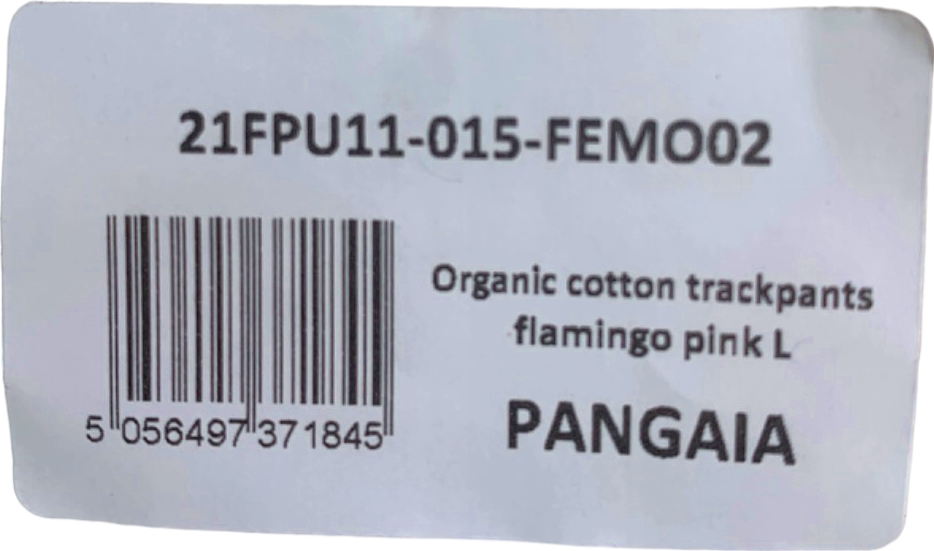 21FPU11-015-FEMO02
Organic cotton trackpants
flamingo pink L
PANGAIA
5 056497 371845